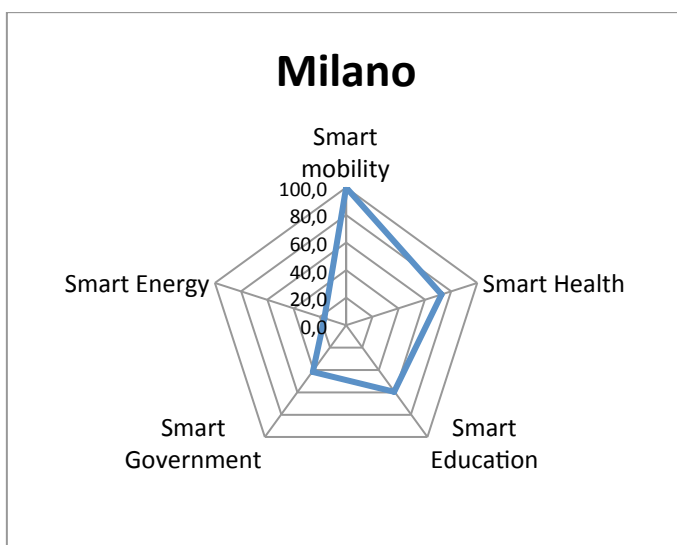 Milano
Smart
mobility
100,0
80,0
60,0
40,0
20,0
0,0
Smart Energy
Smart Health
Smart
Government
Smart
Education